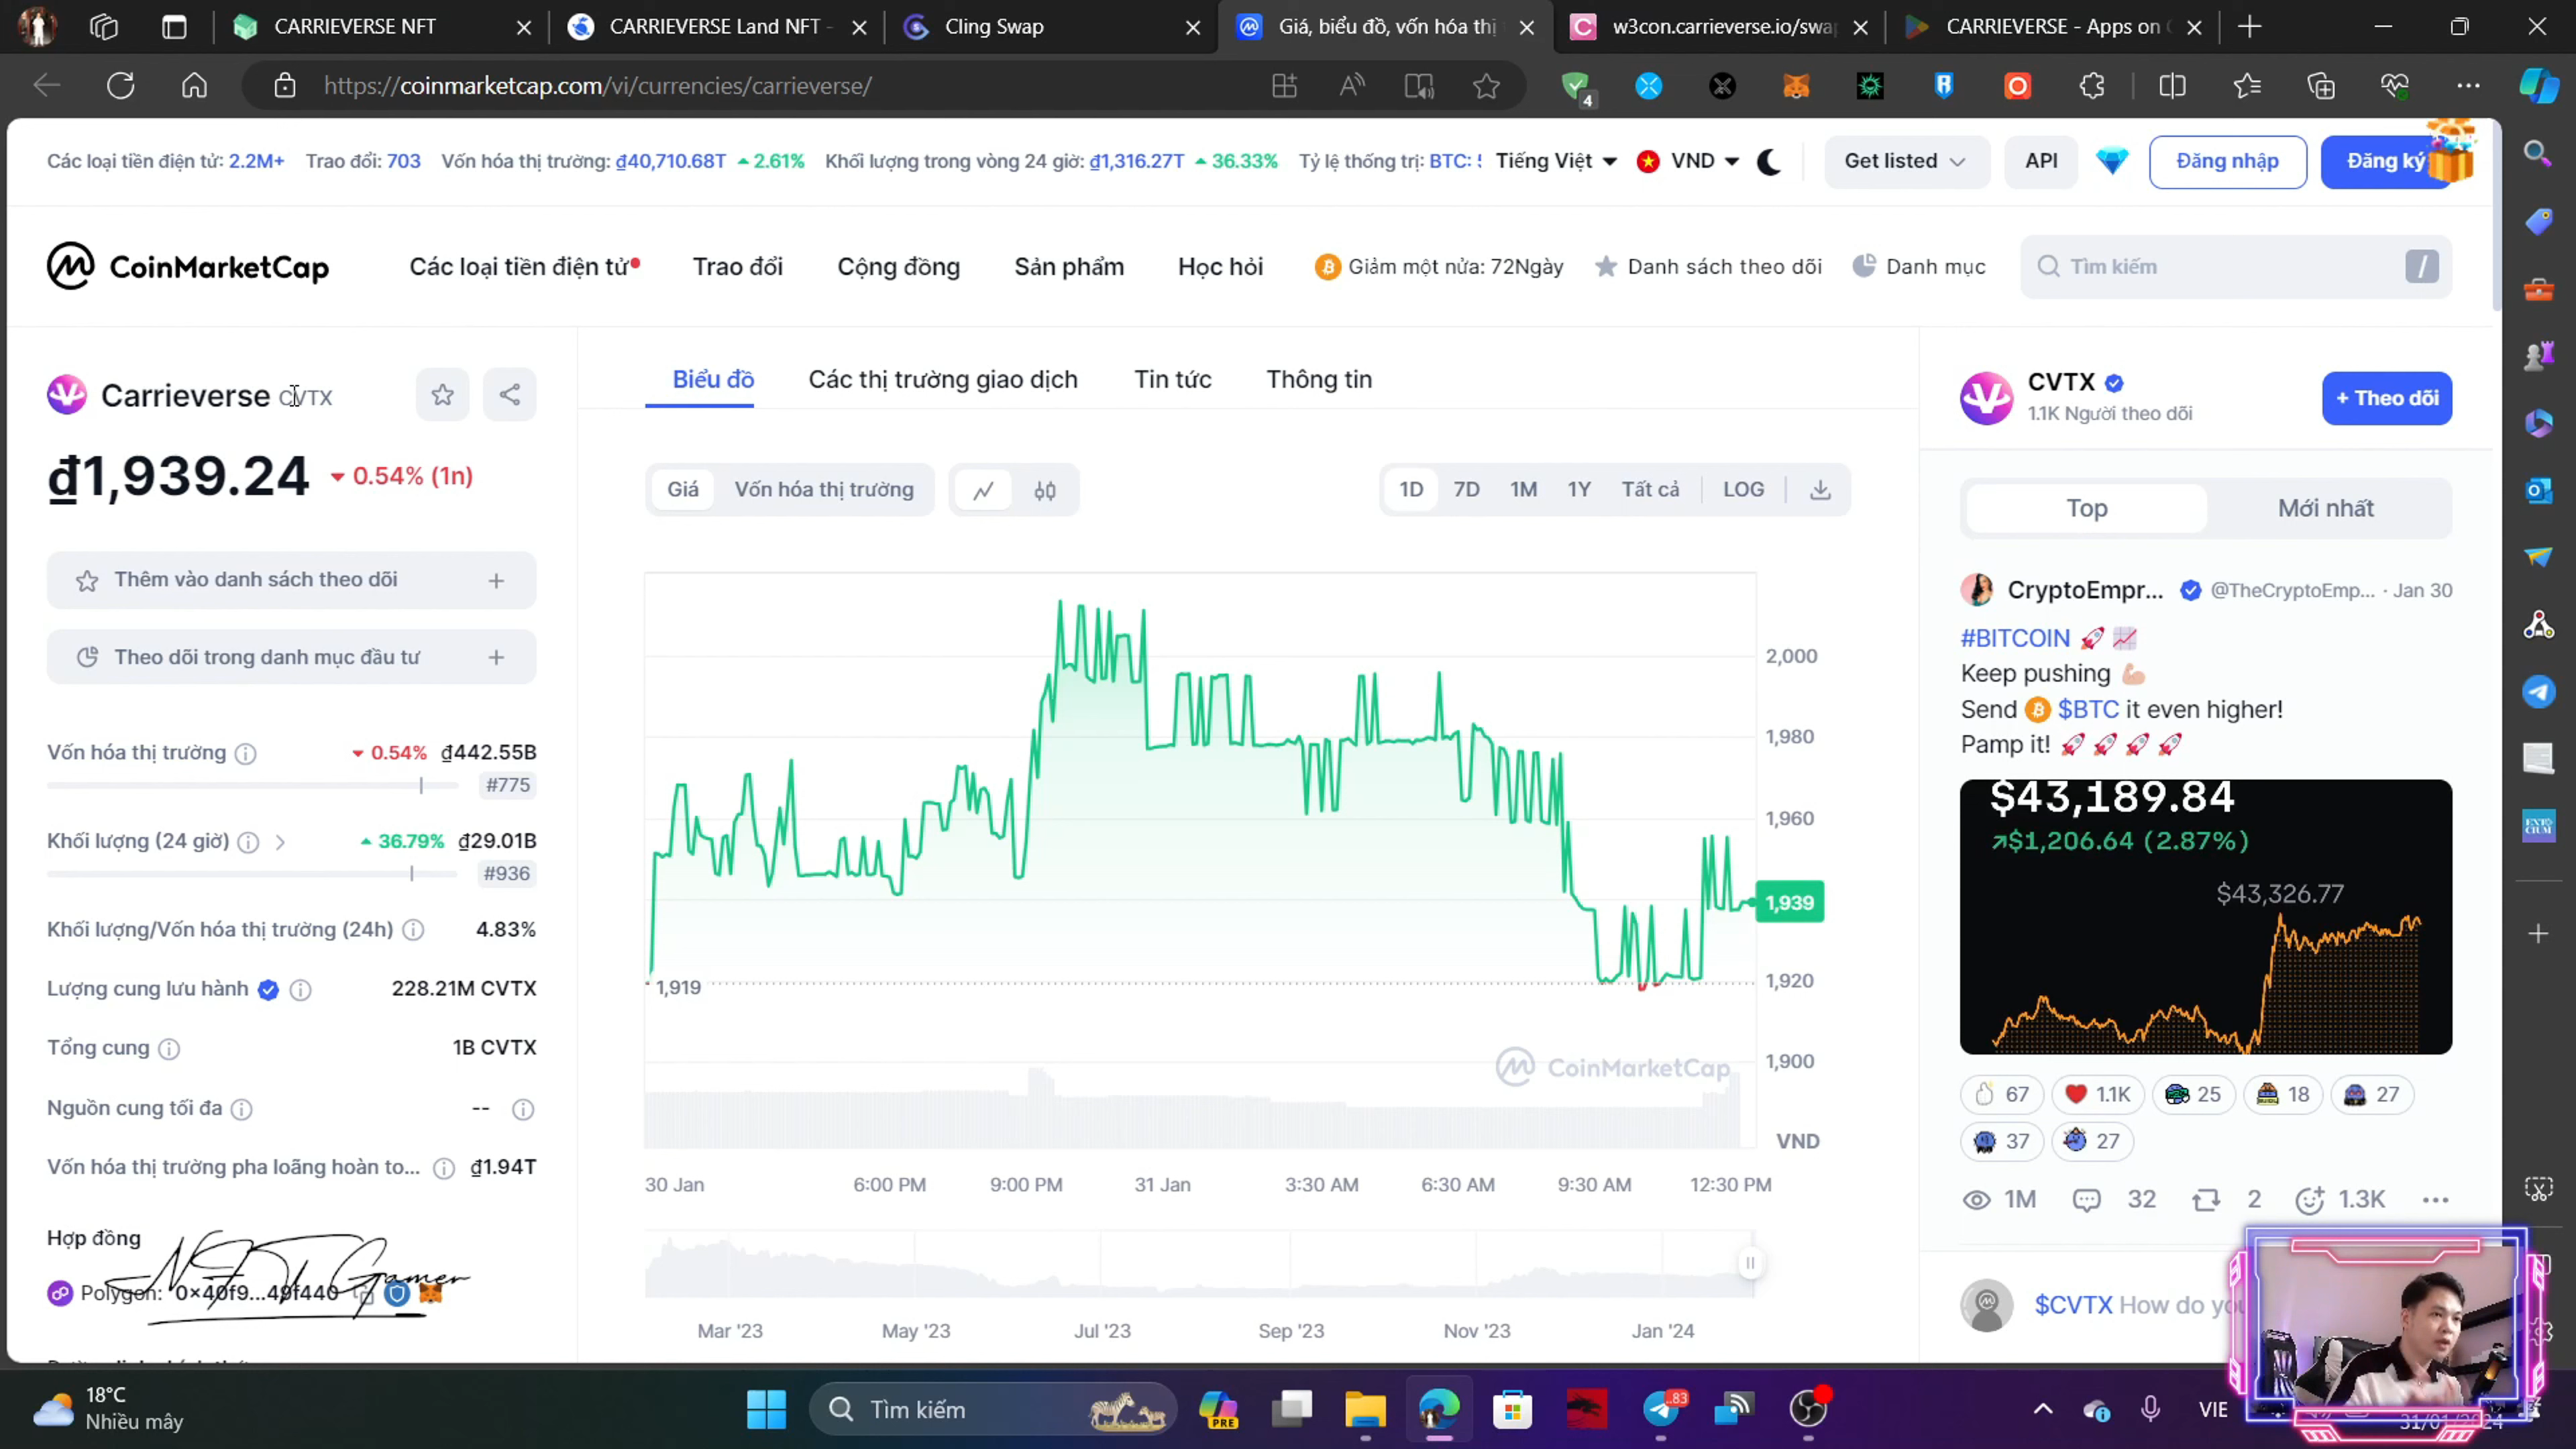 CARRIEVERSE NFT
CARRIEVERSE Land NFT -
Cling Swap
Giá, biểu đồ, vốn hóa thị
w3con.carrieverse.io/swap
CARRIEVERSE - Apps on
https://coinmarketcap.com/vi/currencies/carrieverse/
4
Các loại tiền điện tử: 2.2M+
Trao đổi: 703
Vốn hóa thị trường: ₫40,710.68T 2.61%
Khối lượng trong vòng 24 giờ: ₫1,316.27T 36.33%
Tỷ lệ thống trị: BTC:
Tiếng Việt
VND
Get listed
API
Đăng nhập
Đăng ký
CoinMarketCap
Các loại tiền điện tử
Trao đổi
Cộng đồng
Sản phẩm
Học hỏi
Giảm một nửa: 72Ngày
Danh sách theo dõi
Danh mục
Tìm kiếm
/
Carrieverse CVTX
₫1,939.24
0.54% (1n)
Thêm vào danh sách theo dõi +
Theo dõi trong danh mục đầu tư +
Vốn hóa thị trường 0.54% ₫442.55B
#775
Khối lượng (24 giờ) 36.79% ₫29.01B
#936
Khối lượng/Vốn hóa thị trường (24h) 4.83%
Lượng cung lưu hành 228.21M CVTX
Tổng cung 1B CVTX
Nguồn cung tối đa --
Vốn hóa thị trường pha loãng hoàn to... ₫1.94T
Hợp đồng
NFT Gamer
Polygon: 0x40f9...49f440
Biểu đồ
Các thị trường giao dịch
Tin tức
Thông tin
Giá
Vốn hóa thị trường
1D 7D 1M 1Y Tất cả LOG
2,000
1,980
1,960
1,939
1,920
1,919
1,900
CoinMarketCap
VND
30 Jan 6:00 PM 9:00 PM 31 Jan 3:30 AM 6:30 AM 9:30 AM 12:30 PM
Mar '23 May '23 Jul '23 Sep '23 Nov '23 Jan '24
CVTX
1.1K Người theo dõi
+ Theo dõi
Top
Mới nhất
CryptoEmpr... @TheCryptoEmp... · Jan 30
#BITCOIN
Keep pushing
Send $BTC it even higher!
Pamp it!
$43,189.84
$1,206.64 (2.87%)
$43,326.77
67 1.1K 25 18 27
37 27
1M 32 2 1.3K
$CVTX How do you
18°C
Nhiều mây
Tìm kiếm
PRE
83
VIE
31/01/2024